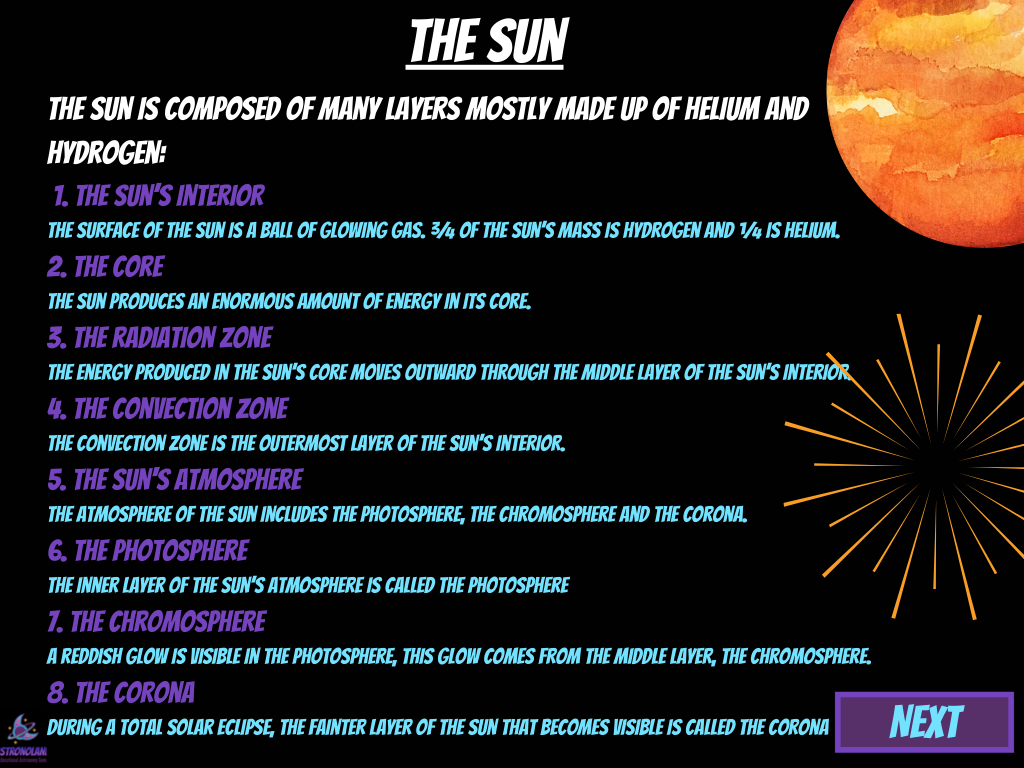 THE SUN
THE SUN IS COMPOSED OF MANY LAYERS MOSTLY MADE UP OF HELIUM AND
HYDROGEN:
1. THE SUN'S INTERIOR
THE SURFACE OF THE SUN IS A BALL OF GLOWING GAS. ¾ OF THE SUN'S MASS IS HYDROGEN AND ¼ IS HELIUM.
2. THE CORE
THE SUN PRODUCES AN ENORMOUS AMOUNT OF ENERGY IN ITS CORE.
3. THE RADIATION ZONE
THE ENERGY PRODUCED IN THE SUN'S CORE MOVES OUTWARD THROUGH THE MIDDLE LAYER OF THE SUN'S INTERIOR.
4. THE CONVECTION ZONE
THE CONVECTION ZONE IS THE OUTERMOST LAYER OF THE SUN'S INTERIOR.
5. THE SUN'S ATMOSPHERE
THE ATMOSPHERE OF THE SUN INCLUDES THE PHOTOSPHERE, THE CHROMOSPHERE AND THE CORONA.
6. THE PHOTOSPHERE
THE INNER LAYER OF THE SUN'S ATMOSPHERE IS CALLED THE PHOTOSPHERE
7. THE CHROMOSPHERE
A REDDISH GLOW IS VISIBLE IN THE PHOTOSPHERE, THIS GLOW COMES FROM THE MIDDLE LAYER, THE CHROMOSPHERE.
8. THE CORONA
DURING A TOTAL SOLAR ECLIPSE, THE FAINTER LAYER OF THE SUN THAT BECOMES VISIBLE IS CALLED THE CORONA
NEXT
STRONOLAN